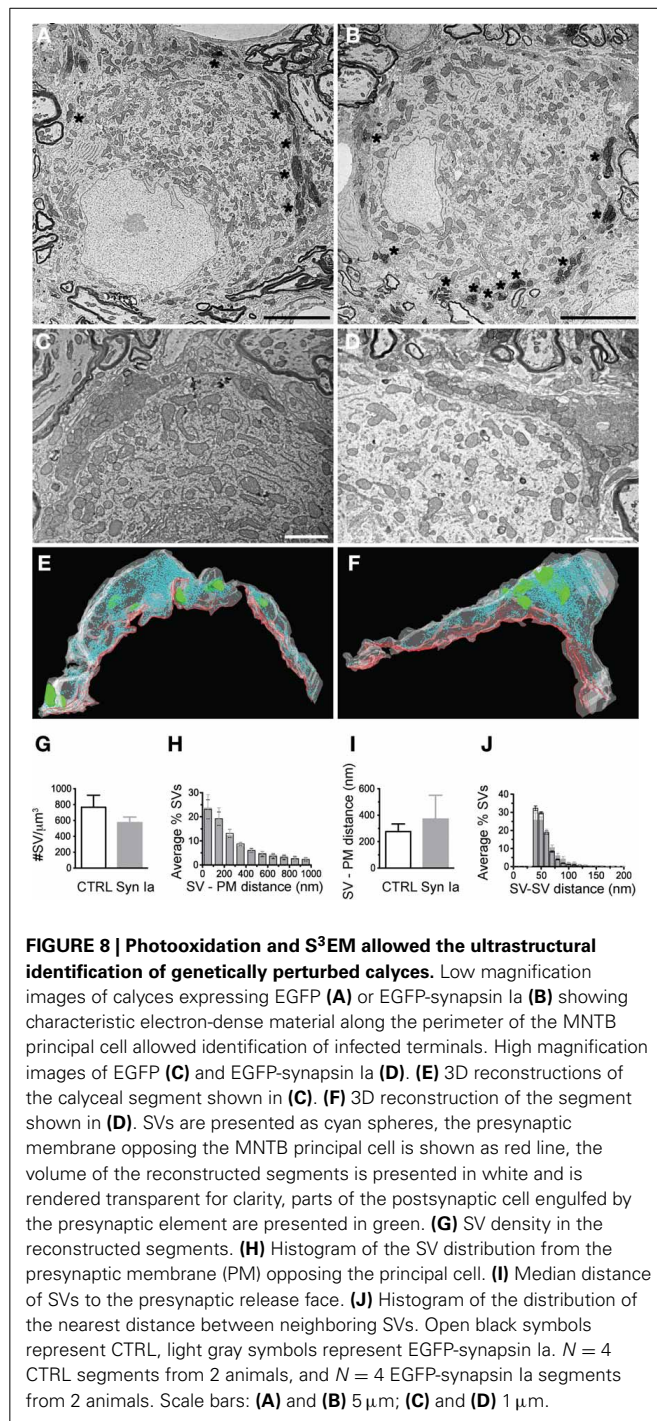 A
B
C
D
E
F
G
H
I
J
1000
800
600
400
200
0
#SV/µm³
CTRL Syn Ia
30
20
10
0
Average % SVs
200 400 600 800 1000
SV - PM distance (nm)
600
400
200
0
SV - PM distance (nm)
CTRL Syn Ia
40
30
20
10
0
Average % SVs
0 50 100 150 200
SV-SV distance (nm)
FIGURE 8 | Photooxidation and S³EM allowed the ultrastructural
identification of genetically perturbed calyces. Low magnification
images of calyces expressing EGFP (A) or EGFP-synapsin Ia (B) showing
characteristic electron-dense material along the perimeter of the MNTB
principal cell allowed identification of infected terminals. High magnification
images of EGFP (C) and EGFP-synapsin Ia (D). (E) 3D reconstructions of
the calyceal segment shown in (C). (F) 3D reconstruction of the segment
shown in (D). SVs are presented as cyan spheres, the presynaptic
membrane opposing the MNTB principal cell is shown as red line, the
volume of the reconstructed segments is presented in white and is
rendered transparent for clarity, parts of the postsynaptic cell engulfed by
the presynaptic element are presented in green. (G) SV density in the
reconstructed segments. (H) Histogram of the SV distribution from the
presynaptic membrane (PM) opposing the principal cell. (I) Median distance
of SVs to the presynaptic release face. (J) Histogram of the distribution of
the nearest distance between neighboring SVs. Open black symbols
represent CTRL, light gray symbols represent EGFP-synapsin Ia. N = 4
CTRL segments from 2 animals, and N = 4 EGFP-synapsin Ia segments
from 2 animals. Scale bars: (A) and (B) 5 µm; (C) and (D) 1 µm.